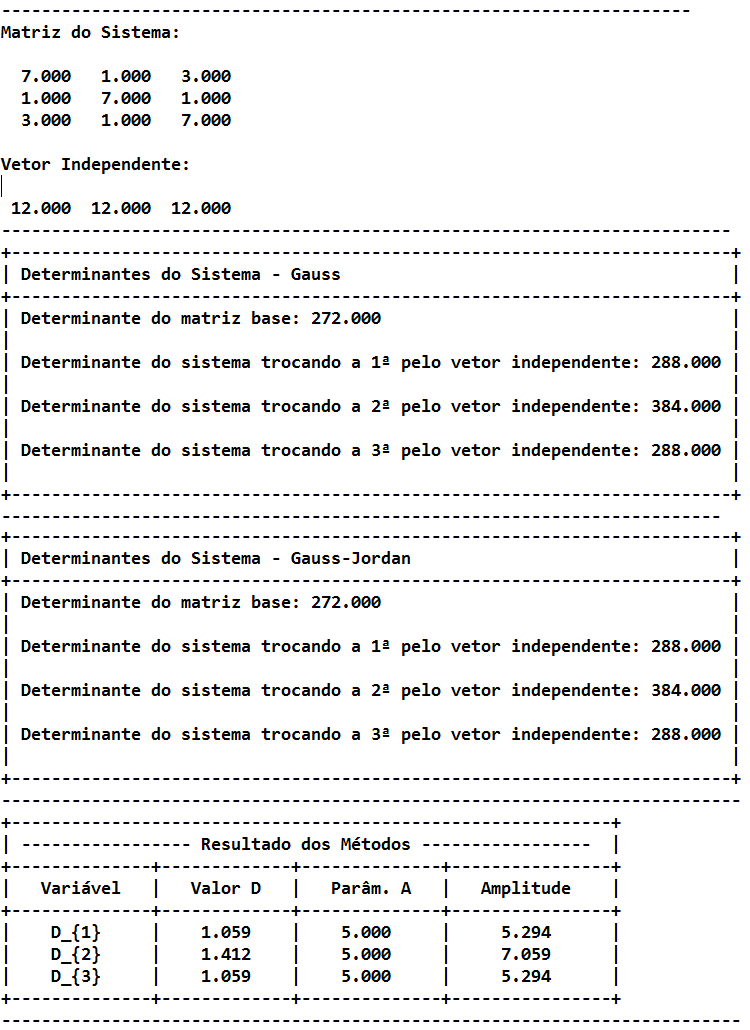 ---------------------------------------------------------------------
Matriz do Sistema:
7.000   1.000   3.000
1.000   7.000   1.000
3.000   1.000   7.000
Vetor Independente:
12.000  12.000  12.000
-------------------------------------------------------------------------
+------------------------------------------------------------------------+
| Determinantes do Sistema - Gauss                                       |
+------------------------------------------------------------------------+
| Determinante do matriz base: 272.000                                   |
|                                                                        |
| Determinante do sistema trocando a 1ª pelo vetor independente: 288.000 |
|                                                                        |
| Determinante do sistema trocando a 2ª pelo vetor independente: 384.000 |
|                                                                        |
| Determinante do sistema trocando a 3ª pelo vetor independente: 288.000 |
|                                                                        |
+------------------------------------------------------------------------+
------------------------------------------------------------------------
+------------------------------------------------------------------------+
| Determinantes do Sistema - Gauss-Jordan                                |
+------------------------------------------------------------------------+
| Determinante do matriz base: 272.000                                   |
|                                                                        |
| Determinante do sistema trocando a 1ª pelo vetor independente: 288.000 |
|                                                                        |
| Determinante do sistema trocando a 2ª pelo vetor independente: 384.000 |
|                                                                        |
| Determinante do sistema trocando a 3ª pelo vetor independente: 288.000 |
|                                                                        |
+------------------------------------------------------------------------+
--------------------------------------------------------------------------
+------------------------------------------------------------+
| ----------------- Resultado dos Métodos -----------------  |
+--------------+-------------+--------------+----------------+
|   Variável   |   Valor D   |   Parâm. A   |   Amplitude    |
+--------------+-------------+--------------+----------------+
|    D_{1}     |    1.059    |    5.000     |     5.294      |
|    D_{2}     |    1.412    |    5.000     |     7.059      |
|    D_{3}     |    1.059    |    5.000     |     5.294      |
+--------------+-------------+--------------+----------------+
--------------------------------------------------------------------------